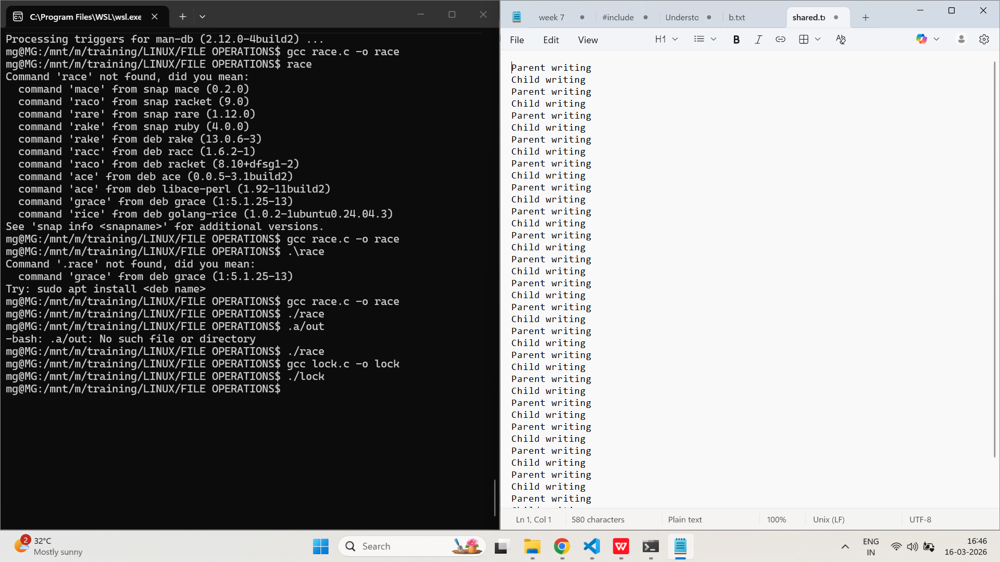 C:\Program Files\WSL\wsl.exe
Processing triggers for man-db (2.12.0-4build2) ...
mg@MG:/mnt/m/training/LINUX/FILE OPERATIONS$ gcc race.c -o race
mg@MG:/mnt/m/training/LINUX/FILE OPERATIONS$ race
Command 'race' not found, did you mean:
  command 'mace' from snap mace (0.2.0)
  command 'raco' from snap racket (9.0)
  command 'rare' from snap rare (1.12.0)
  command 'rake' from snap ruby (4.0.0)
  command 'rake' from deb rake (13.0.6-3)
  command 'racc' from deb racc (1.6.2-1)
  command 'raco' from deb racket (8.10+dfsg1-2)
  command 'ace' from deb ace (0.0.5-3.1build2)
  command 'ace' from deb libace-perl (1.92-11build2)
  command 'grace' from deb grace (1:5.1.25-13)
  command 'rice' from deb golang-rice (1.0.2-1ubuntu0.24.04.3)
See 'snap info <snapname>' for additional versions.
mg@MG:/mnt/m/training/LINUX/FILE OPERATIONS$ gcc race.c -o race
mg@MG:/mnt/m/training/LINUX/FILE OPERATIONS$ .\race
Command '.race' not found, did you mean:
  command 'grace' from deb grace (1:5.1.25-13)
Try: sudo apt install <deb name>
mg@MG:/mnt/m/training/LINUX/FILE OPERATIONS$ gcc race.c -o race
mg@MG:/mnt/m/training/LINUX/FILE OPERATIONS$ ./race
mg@MG:/mnt/m/training/LINUX/FILE OPERATIONS$ .a/out
-bash: .a/out: No such file or directory
mg@MG:/mnt/m/training/LINUX/FILE OPERATIONS$ ./race
mg@MG:/mnt/m/training/LINUX/FILE OPERATIONS$ gcc lock.c -o lock
mg@MG:/mnt/m/training/LINUX/FILE OPERATIONS$ ./lock
mg@MG:/mnt/m/training/LINUX/FILE OPERATIONS$
week 7
#include
Understo
b.txt
shared.tx
File Edit View
H1
B I
Parent writing
Child writing
Parent writing
Child writing
Parent writing
Child writing
Parent writing
Child writing
Parent writing
Child writing
Parent writing
Child writing
Parent writing
Child writing
Parent writing
Child writing
Parent writing
Child writing
Parent writing
Child writing
Parent writing
Child writing
Parent writing
Child writing
Parent writing
Child writing
Parent writing
Child writing
Parent writing
Child writing
Parent writing
Child writing
Parent writing
Child writing
Parent writing
Child writing
Parent writing
Ln 1, Col 1
580 characters
Plain text
100%
Unix (LF)
UTF-8
2
32°C
Mostly sunny
Search
ENG
IN
16:46
16-03-2026